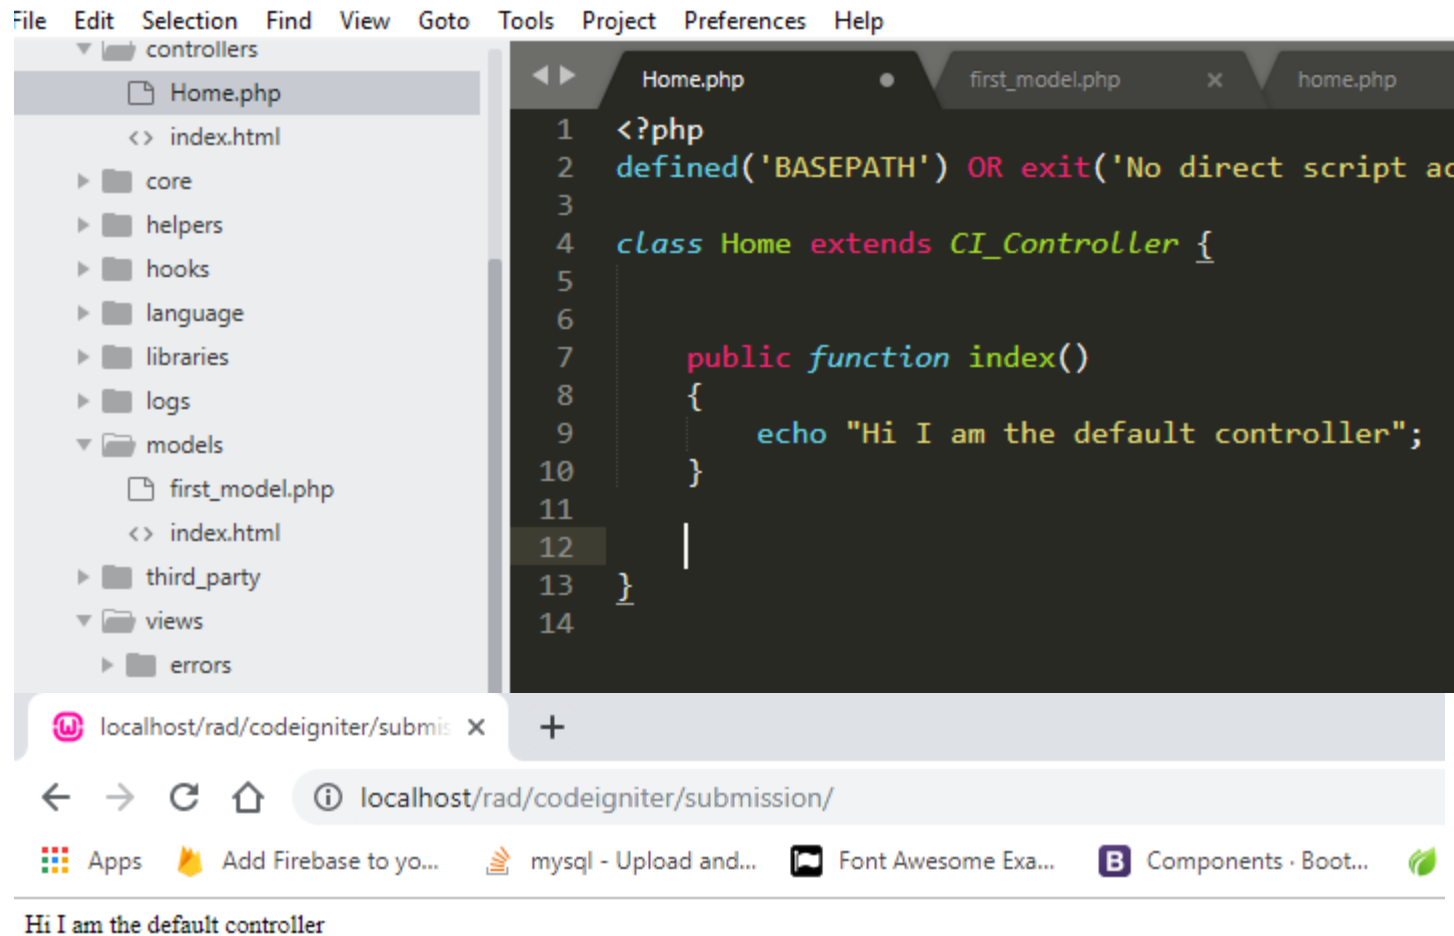 File Edit Selection Find View Goto Tools Project Preferences Help
controllers
Home.php
<> index.html
core
helpers
hooks
language
libraries
logs
models
first_model.php
<> index.html
third_party
views
errors
Home.php first_model.php × home.php
1 <?php
2 defined('BASEPATH') OR exit('No direct script ac
3
4 class Home extends CI_Controller {
5
6
7 public function index()
8 {
9 echo "Hi I am the default controller";
10 }
11
12
13 }
14
localhost/rad/codeigniter/submis × +
localhost/rad/codeigniter/submission/
Apps Add Firebase to yo... mysql - Upload and... Font Awesome Exa... B Components · Boot...
Hi I am the default controller